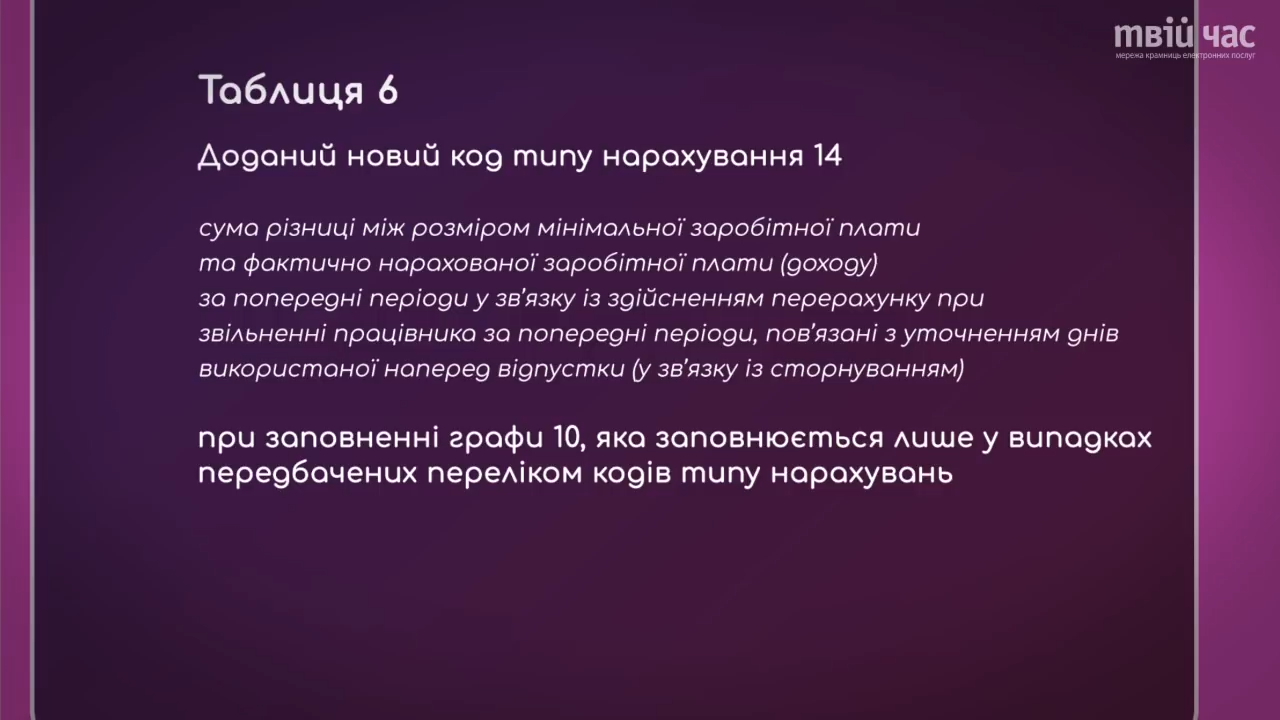 твій час
мережа крамниць електронних послуг
Таблиця 6
Доданий новий код типу нарахування 14
сума різниці між розміром мінімальної заробітної плати
та фактично нарахованої заробітної плати (доходу)
за попередні періоди у зв’язку із здійсненням перерахунку при
звільненні працівника за попередні періоди, пов’язані з уточненням днів
використаної наперед відпустки (у зв’язку із сторнуванням)
при заповненні графи 10, яка заповнюється лише у випадках
передбачених переліком кодів типу нарахувань